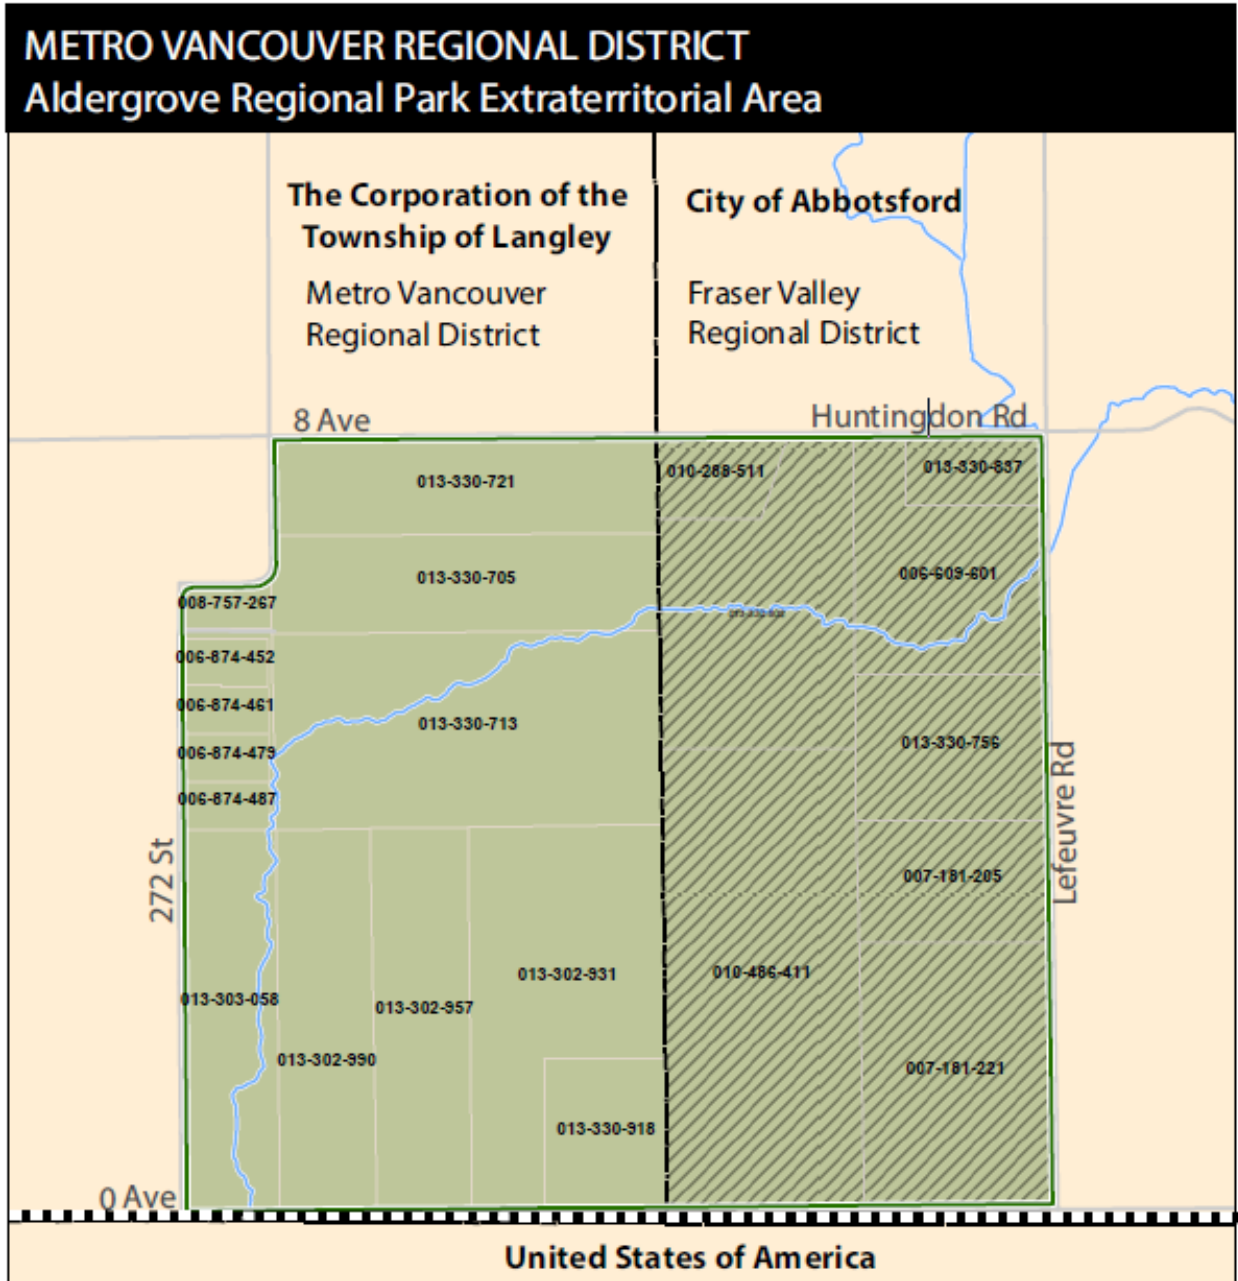 METRO VANCOUVER REGIONAL DISTRICT
Aldergrove Regional Park Extraterritorial Area
The Corporation of the
Township of Langley
Metro Vancouver
Regional District
City of Abbotsford
Fraser Valley
Regional District
8 Ave
Huntingdon Rd
013-330-721
010-288-511
013-330-837
013-330-705
006-609-601
008-757-267
006-874-452
006-874-461
013-330-713
006-874-479
013-330-756
006-874-487
272 St
Lefeuvre Rd
007-181-205
013-302-931
010-486-411
013-303-058
013-302-957
013-302-990
007-181-221
013-330-918
0 Ave
United States of America